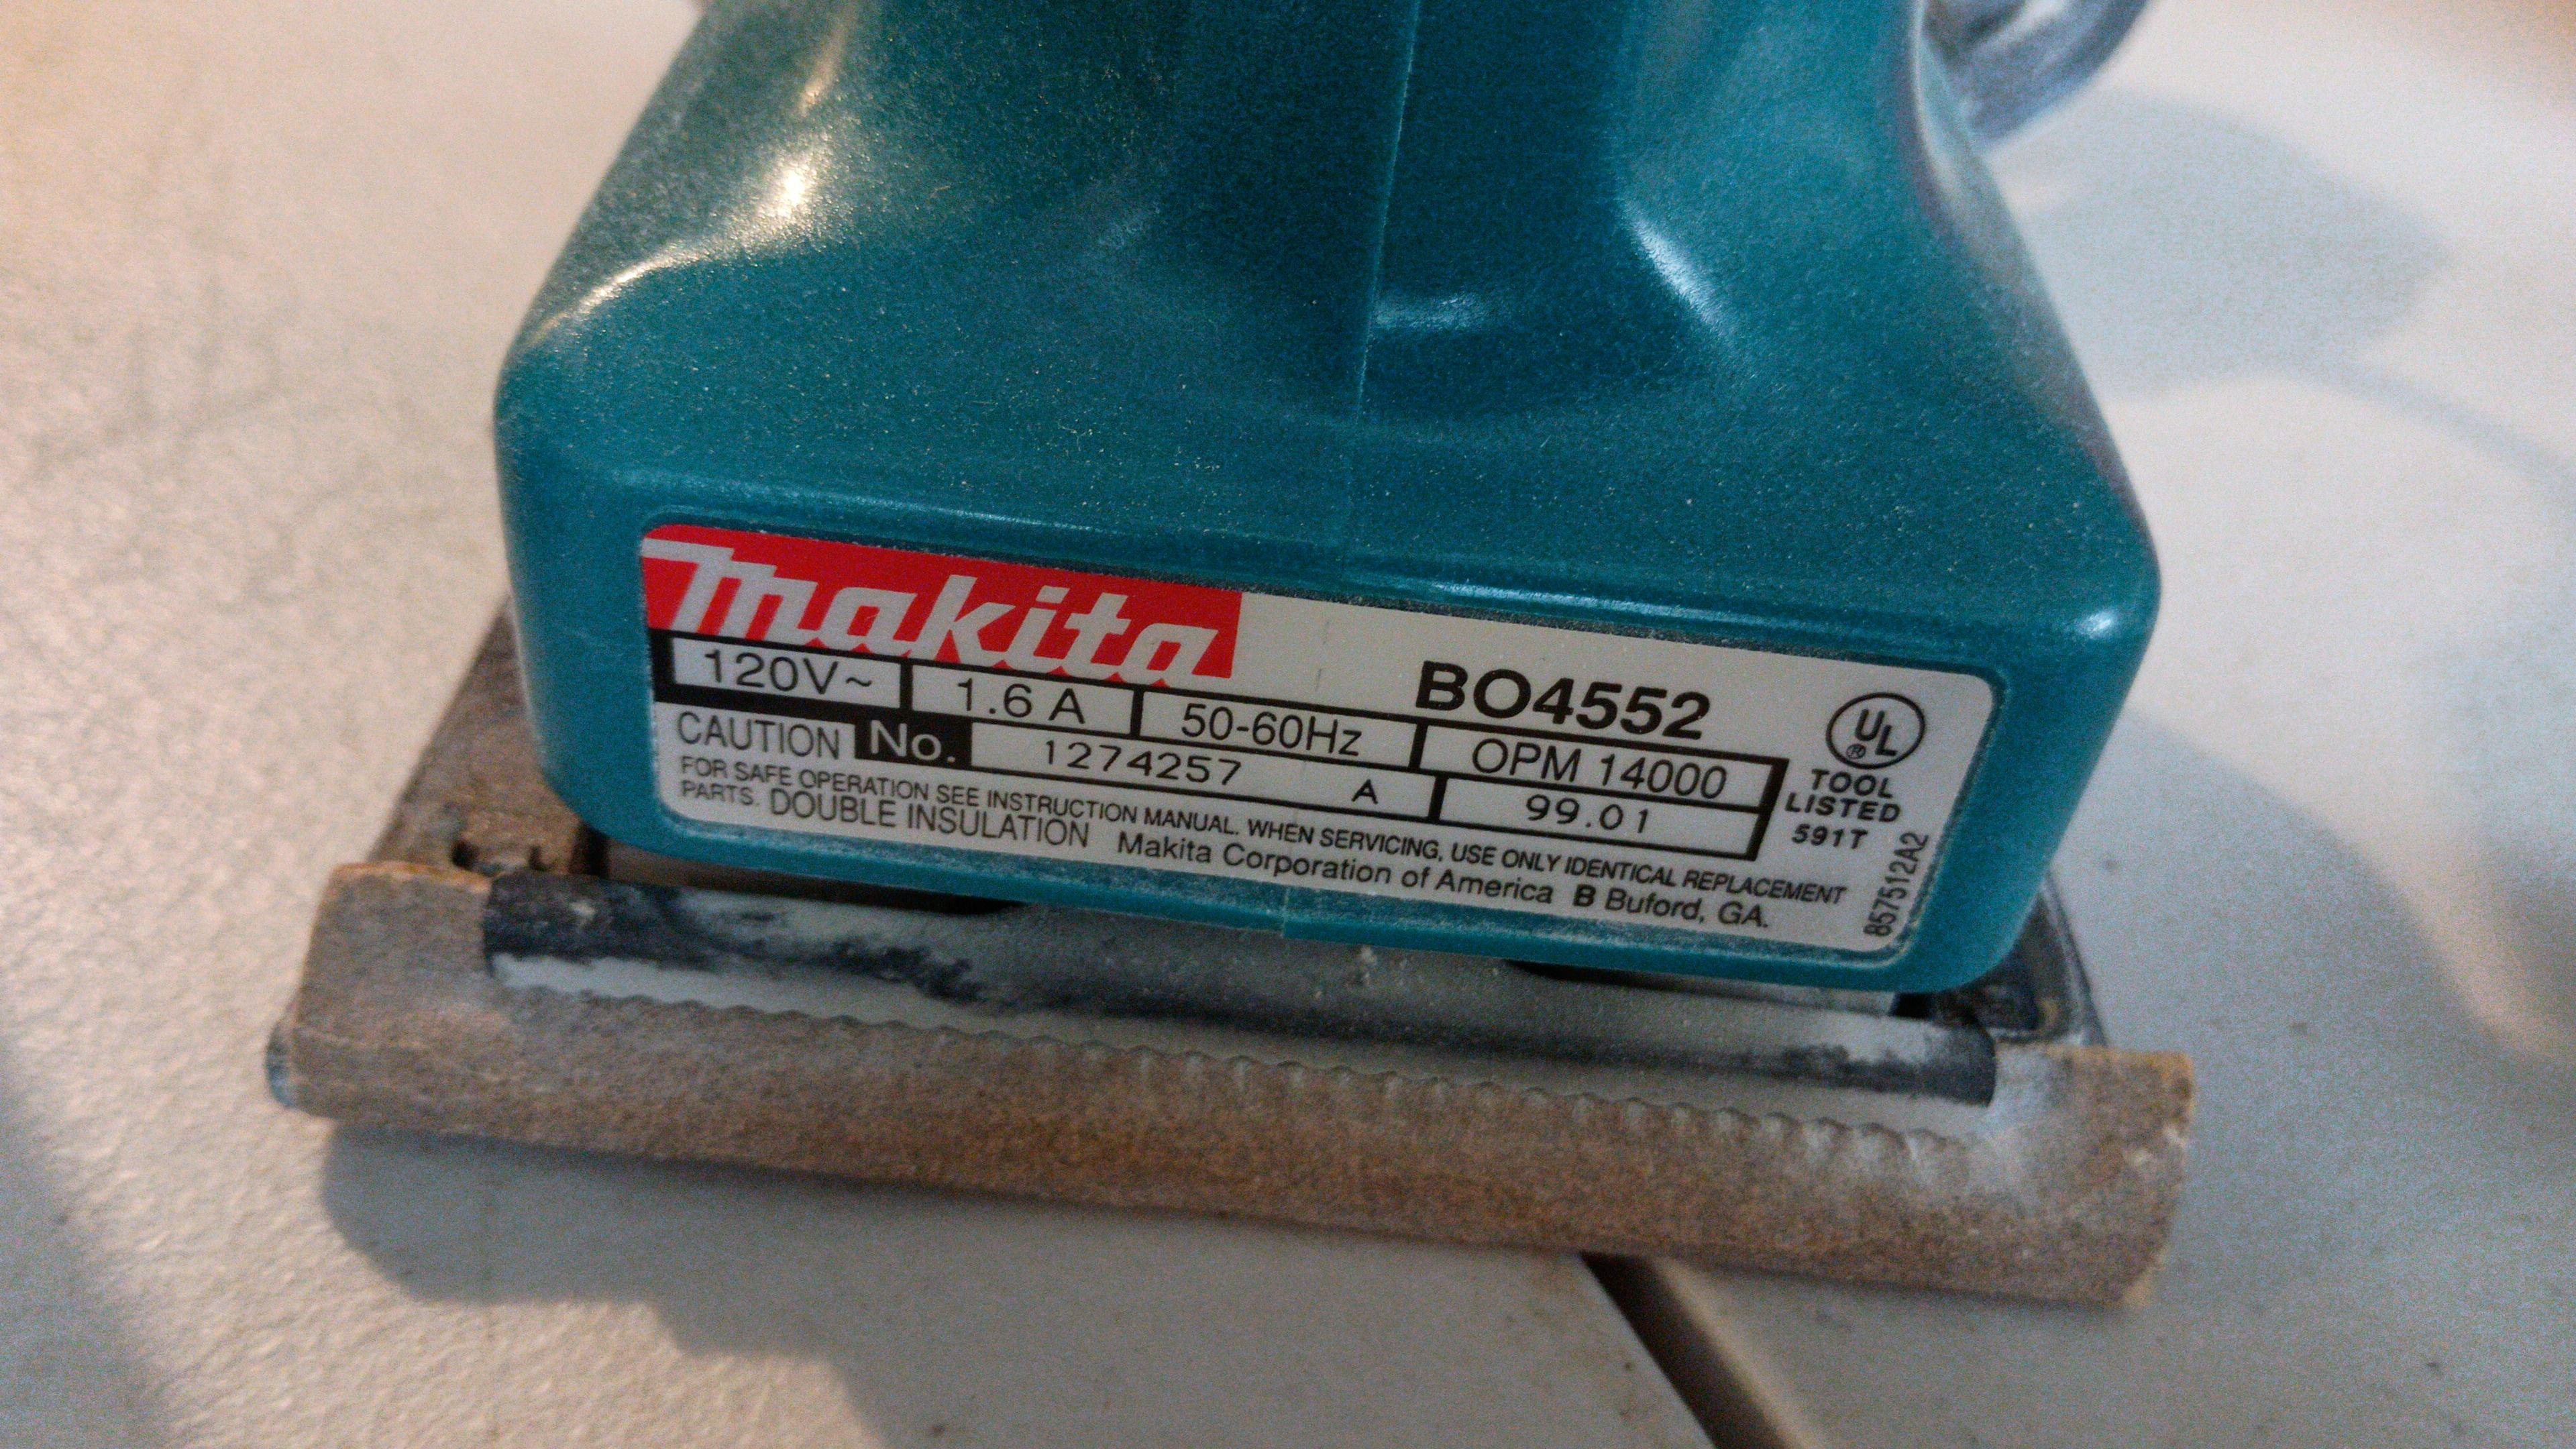 makita
BO4552
120V~ 1.6 A 50-60Hz OPM 14000
CAUTION No. 1274257 A 99.01
FOR SAFE OPERATION SEE INSTRUCTION MANUAL. WHEN SERVICING, USE ONLY IDENTICAL REPLACEMENT
PARTS. DOUBLE INSULATION Makita Corporation of America B Buford, GA.
UL ®
TOOL
LISTED
591T
857512A2